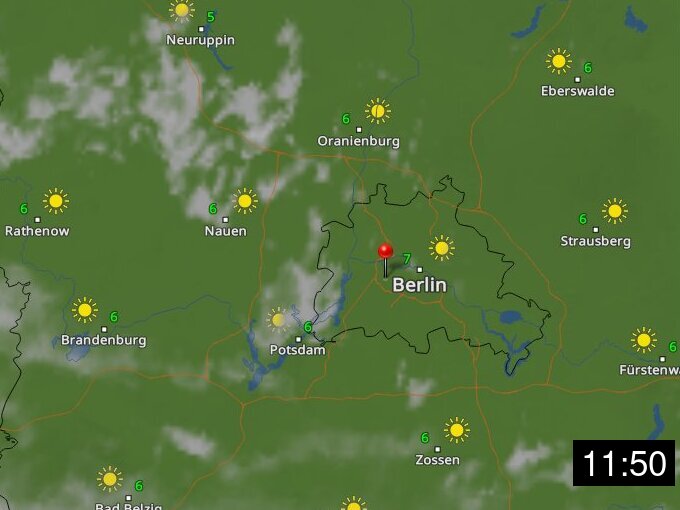 5
Neuruppin
6
Eberswalde
6
Oranienburg
6
Rathenow
6
Nauen
6
Strausberg
7
Berlin
6
Brandenburg
6
Potsdam
6
Fürstenwa
6
Zossen
11:50
6
Bad Belzig